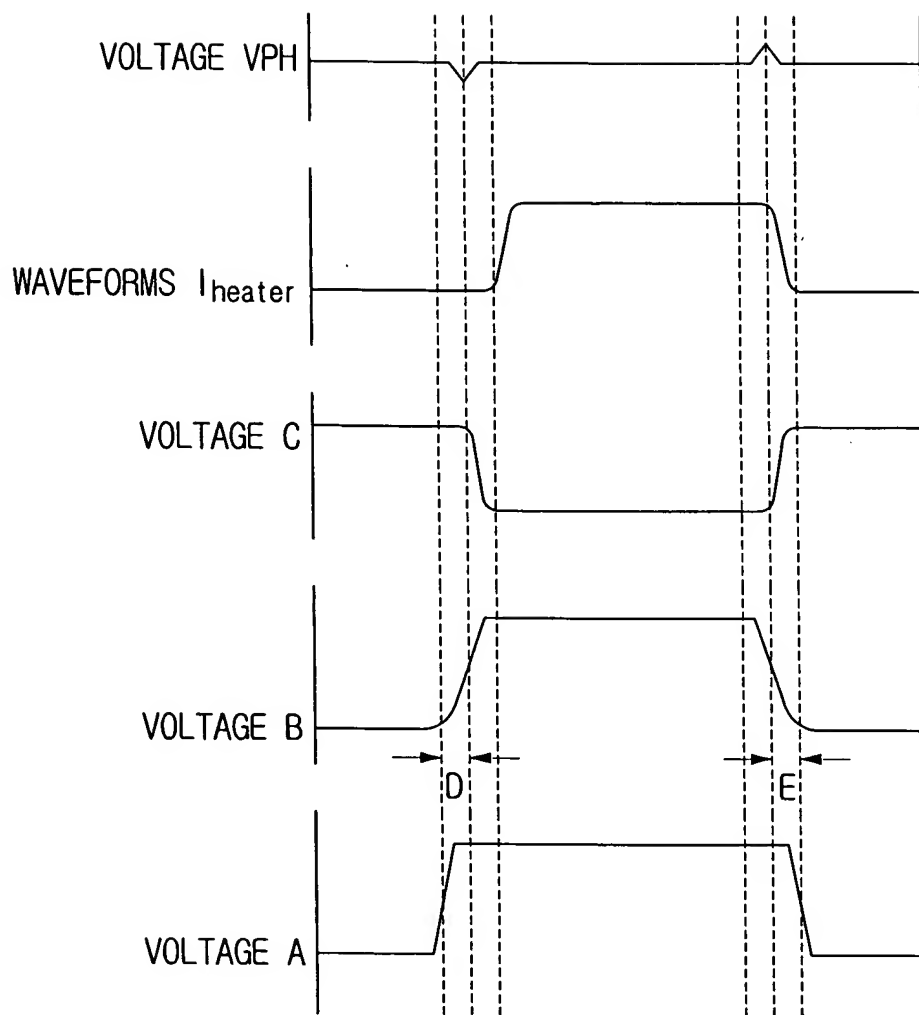 VOLTAGE VPH
WAVEFORMS Iheater
VOLTAGE C
VOLTAGE B
D
E
VOLTAGE A